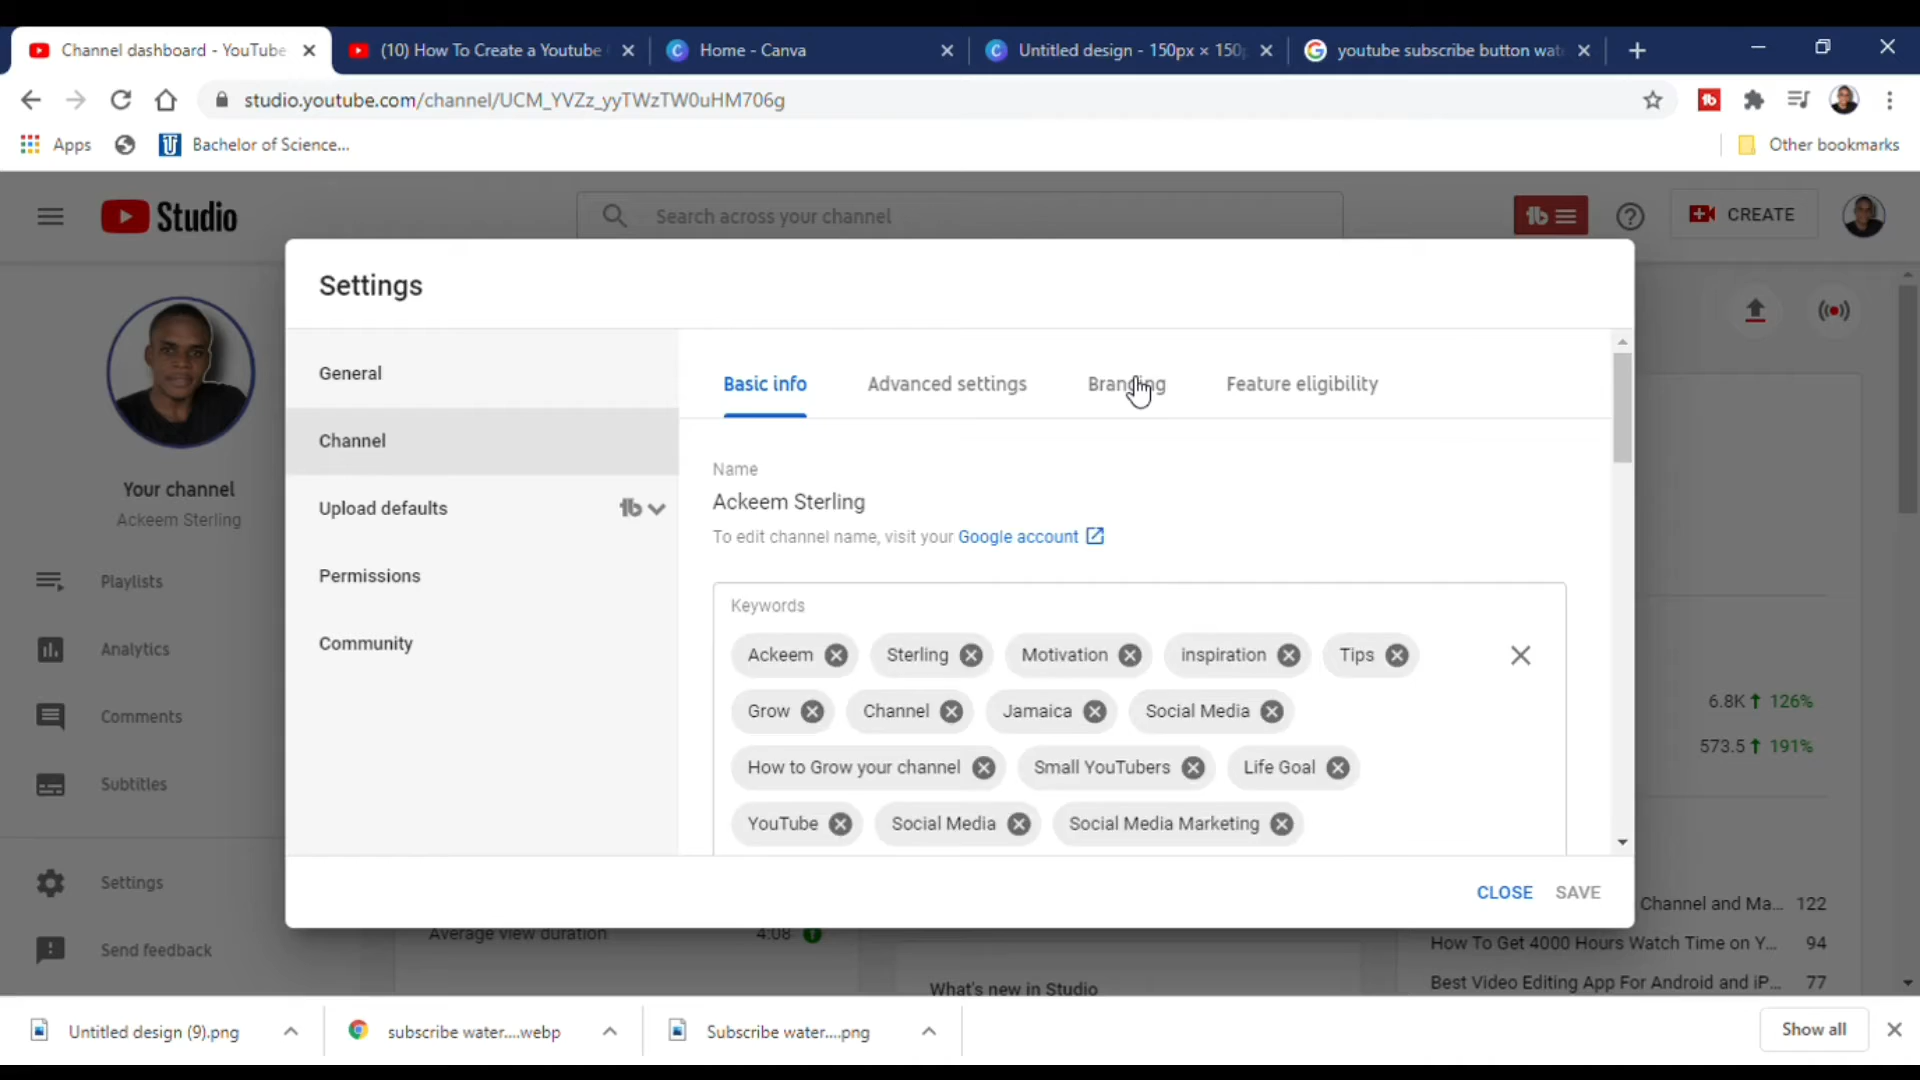 Channel dashboard - YouTube
(10) How To Create a Youtube
Home - Canva
Untitled design - 150px × 150
youtube subscribe button wat
studio.youtube.com/channel/UCM_YVZz_yyTWzTW0uHM706g
Apps
Bachelor of Science...
Other bookmarks
Studio
Search across your channel
CREATE
Settings
General
Basic info
Advanced settings
Branding
Feature eligibility
Channel
Name
Your channel
Ackeem Sterling
Upload defaults
Ackeem Sterling
To edit channel name, visit your Google account
Permissions
Playlists
Keywords
Community
Analytics
Ackeem
Sterling
Motivation
inspiration
Tips
6.8K 126%
Comments
Grow
Channel
Jamaica
Social Media
573.5 191%
Subtitles
How to Grow your channel
Small YouTubers
Life Goal
YouTube
Social Media
Social Media Marketing
Settings
CLOSE
SAVE
Channel and Ma... 122
Average view duration 4:08
How To Get 4000 Hours Watch Time on Y... 94
Send feedback
What's new in Studio
Best Video Editing App For Android and iP... 77
Untitled design (9).png
subscribe water....webp
Subscribe water....png
Show all